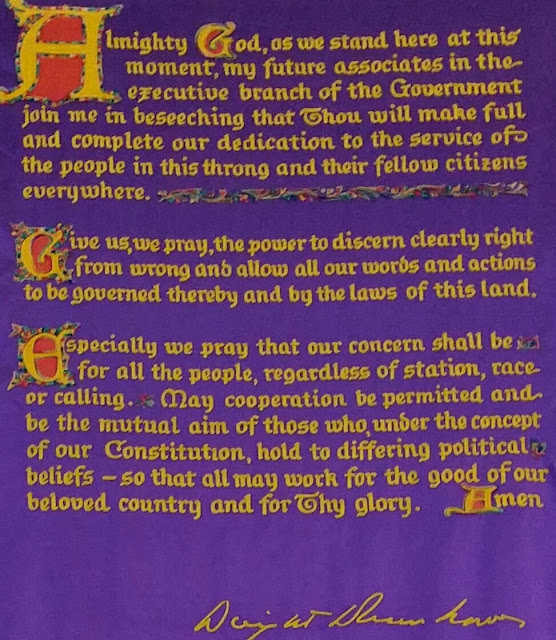 Almighty God, as we stand here at this
moment, my future associates in the
executive branch of the Government
join me in beseeching that Thou will make full
and complete our dedication to the service of
the people in this throng and their fellow citizens
everywhere.
Give us, we pray, the power to discern clearly right
from wrong and allow all our words and actions
to be governed thereby and by the laws of this land.
Especially we pray that our concern shall be
for all the people, regardless of station, race
or calling. May cooperation be permitted and
be the mutual aim of those who, under the concept
of our Constitution, hold to differing political
beliefs – so that all may work for the good of our
beloved country and for Thy glory. Amen
Dwight Eisenhower